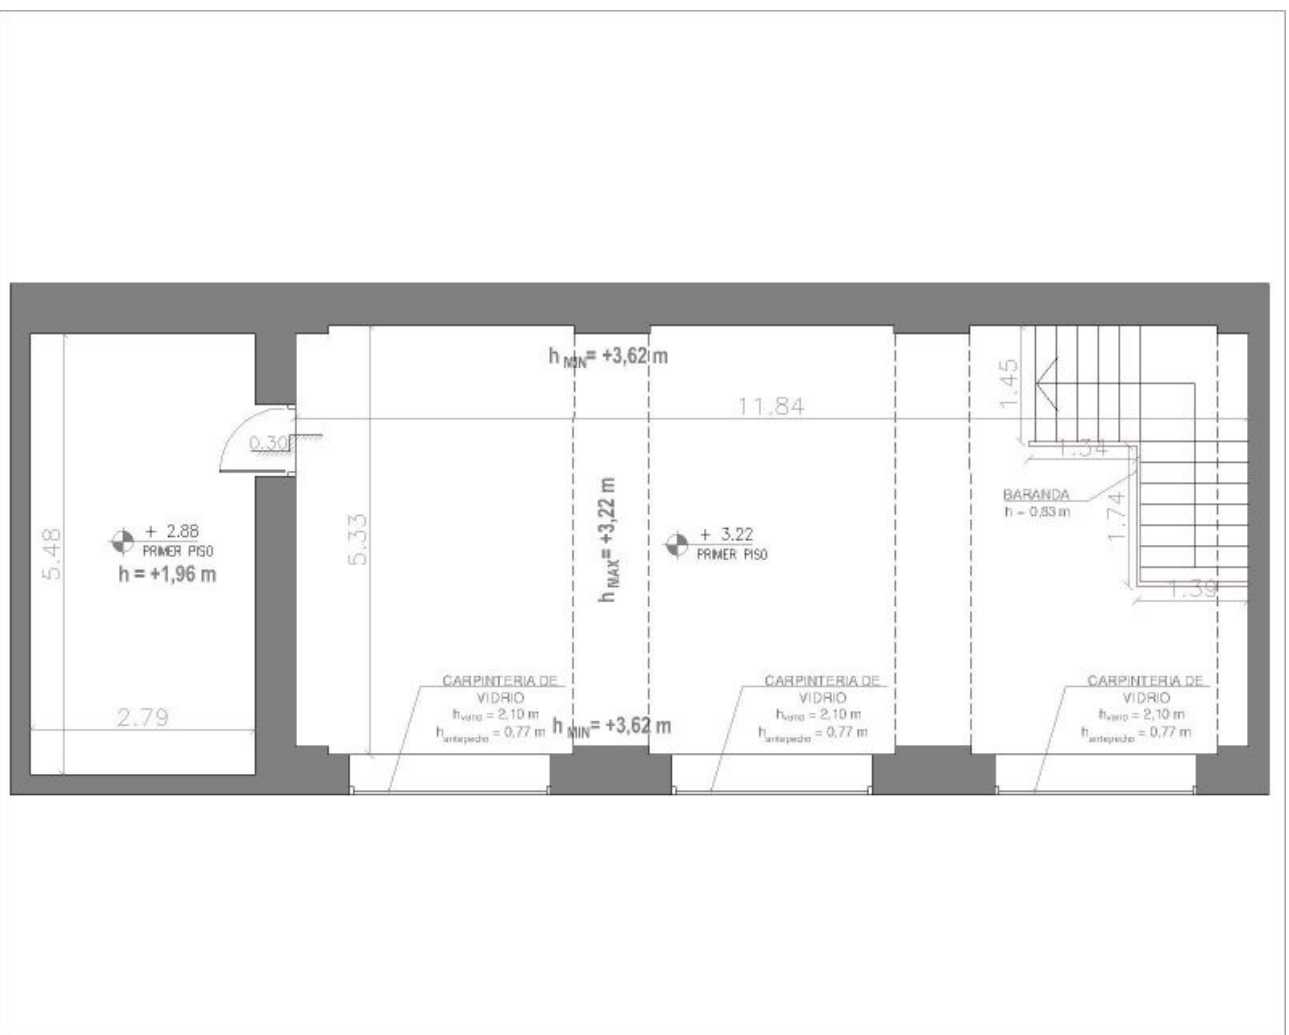 h MIN= +3,62 m
11.84
1.45
0.30
1.34
BARANDA
h = 0,83 m
1.74
h MAX= +3,22 m
5.48
+ 2.88
PRIMER PISO
h = +1,96 m
5.33
+ 3.22
PRIMER PISO
1.39
2.79
CARPINTERIA DE
VIDRIO
h vano = 2,10 m
h antepecho = 0,77 m
h MIN= +3,62 m
CARPINTERIA DE
VIDRIO
h vano = 2,10 m
h antepecho = 0,77 m
CARPINTERIA DE
VIDRIO
h vano = 2,10 m
h antepecho = 0,77 m